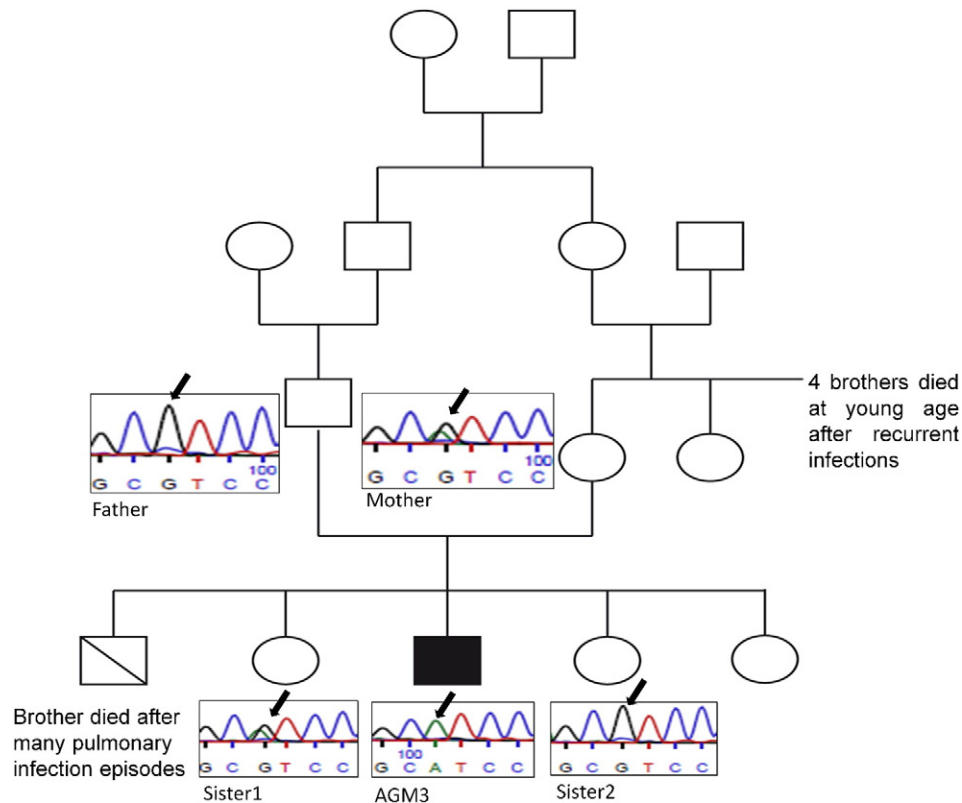 4 brothers died
at young age
after recurrent
infections
100
G C G T C C
Father
100
G C G T C C
Mother
Brother died after
many pulmonary
infection episodes
G C G T C C
Sister1
100
G C A T C C
AGM3
G C G T C C
Sister2